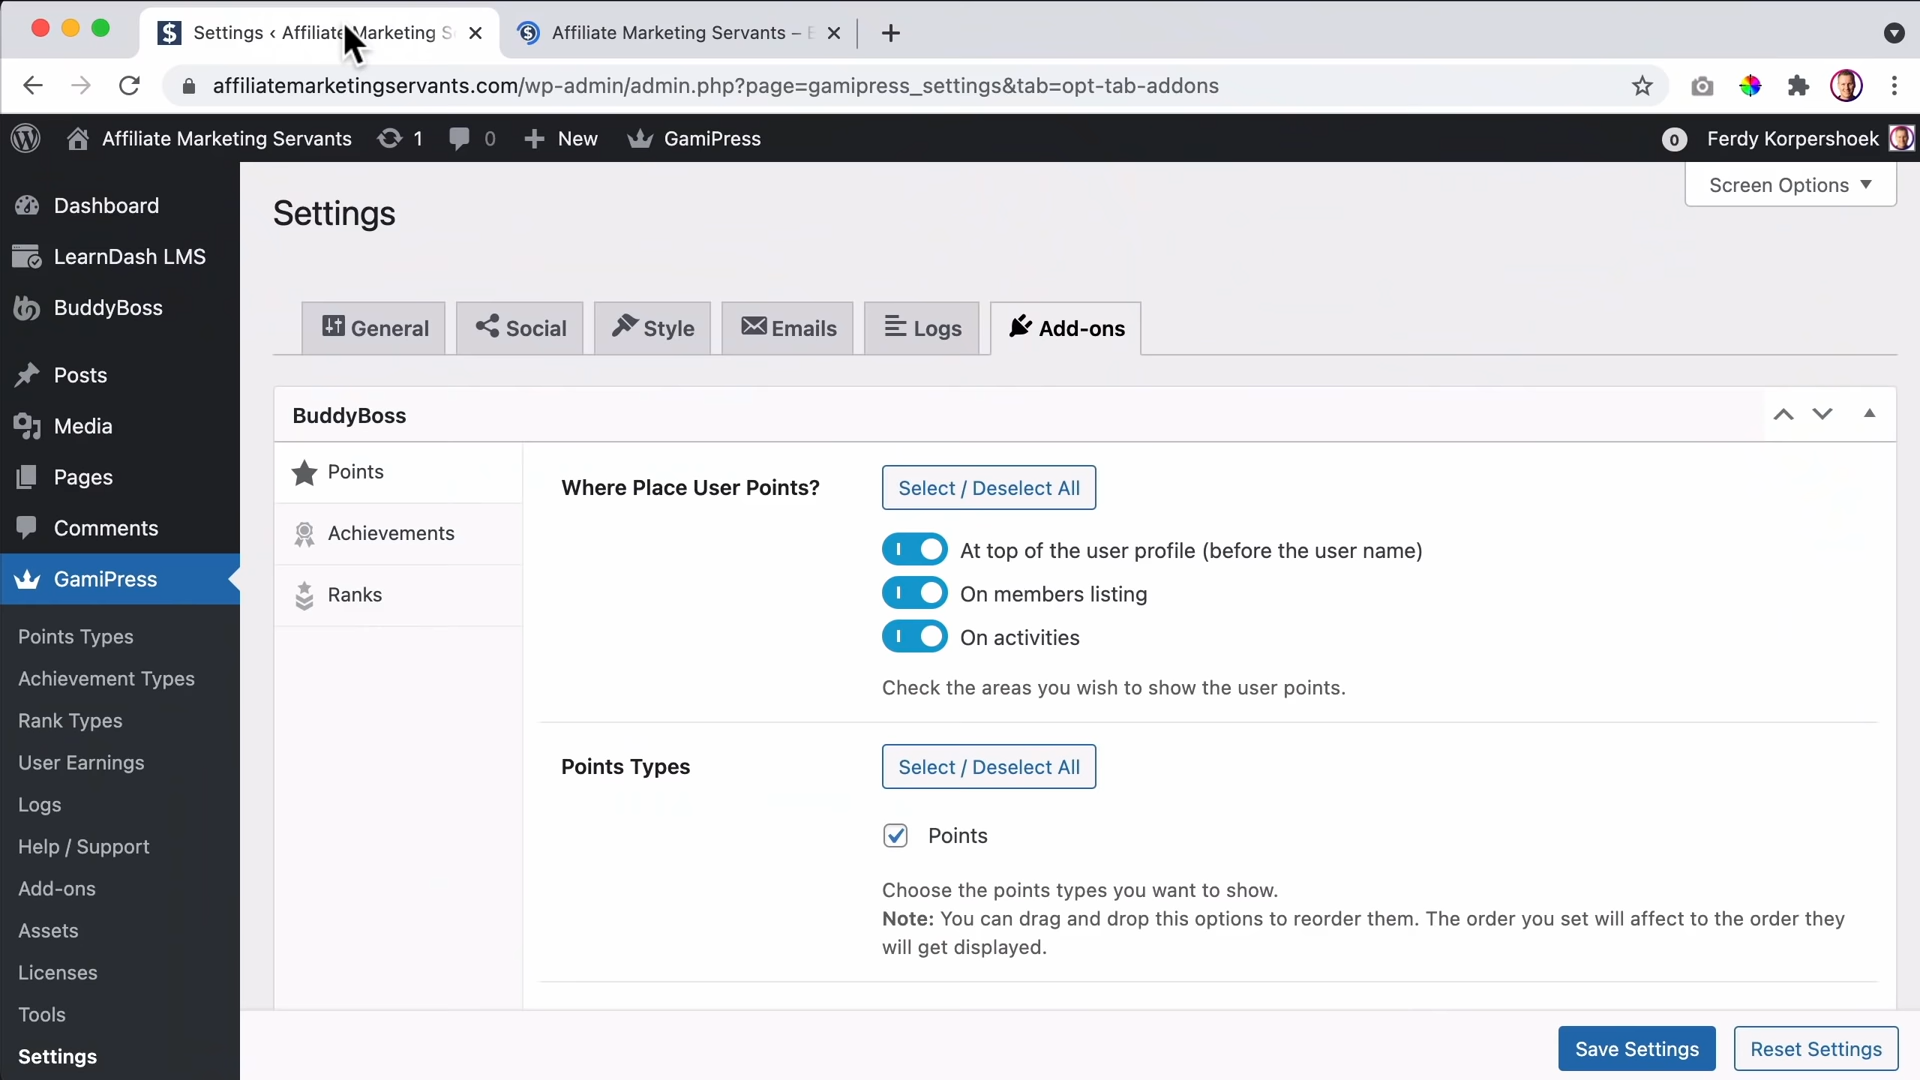 Settings ‹ Affiliate Marketing S
Affiliate Marketing Servants –
affiliatemarketingservants.com/wp-admin/admin.php?page=gamipress_settings&tab=opt-tab-addons
Affiliate Marketing Servants
1
0
New
GamiPress
0
Ferdy Korpershoek
Screen Options
Dashboard
LearnDash LMS
BuddyBoss
Posts
Media
Pages
Comments
GamiPress
Points Types
Achievement Types
Rank Types
User Earnings
Logs
Help / Support
Add-ons
Assets
Licenses
Tools
Settings
Settings
General
Social
Style
Emails
Logs
Add-ons
BuddyBoss
Points
Achievements
Ranks
Where Place User Points?
Select / Deselect All
At top of the user profile (before the user name)
On members listing
On activities
Check the areas you wish to show the user points.
Points Types
Select / Deselect All
Points
Choose the points types you want to show.
Note: You can drag and drop this options to reorder them. The order you set will affect to the order they
will get displayed.
Save Settings
Reset Settings